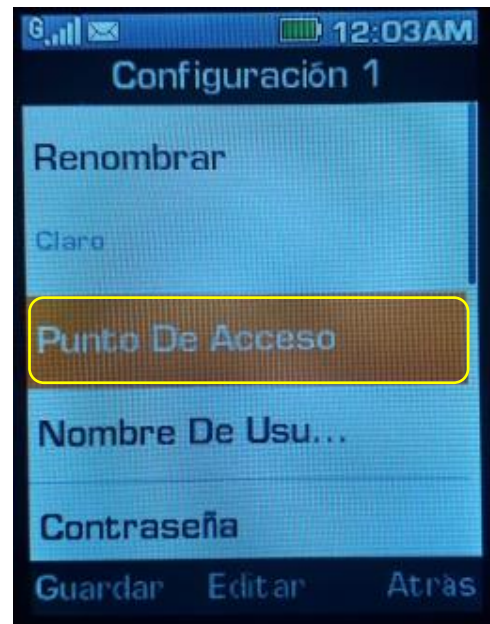 G 12:03AM
Configuración 1
Renombrar
Claro
Punto De Acceso
Nombre De Usu...
Contraseña
Guardar Editar Atràs